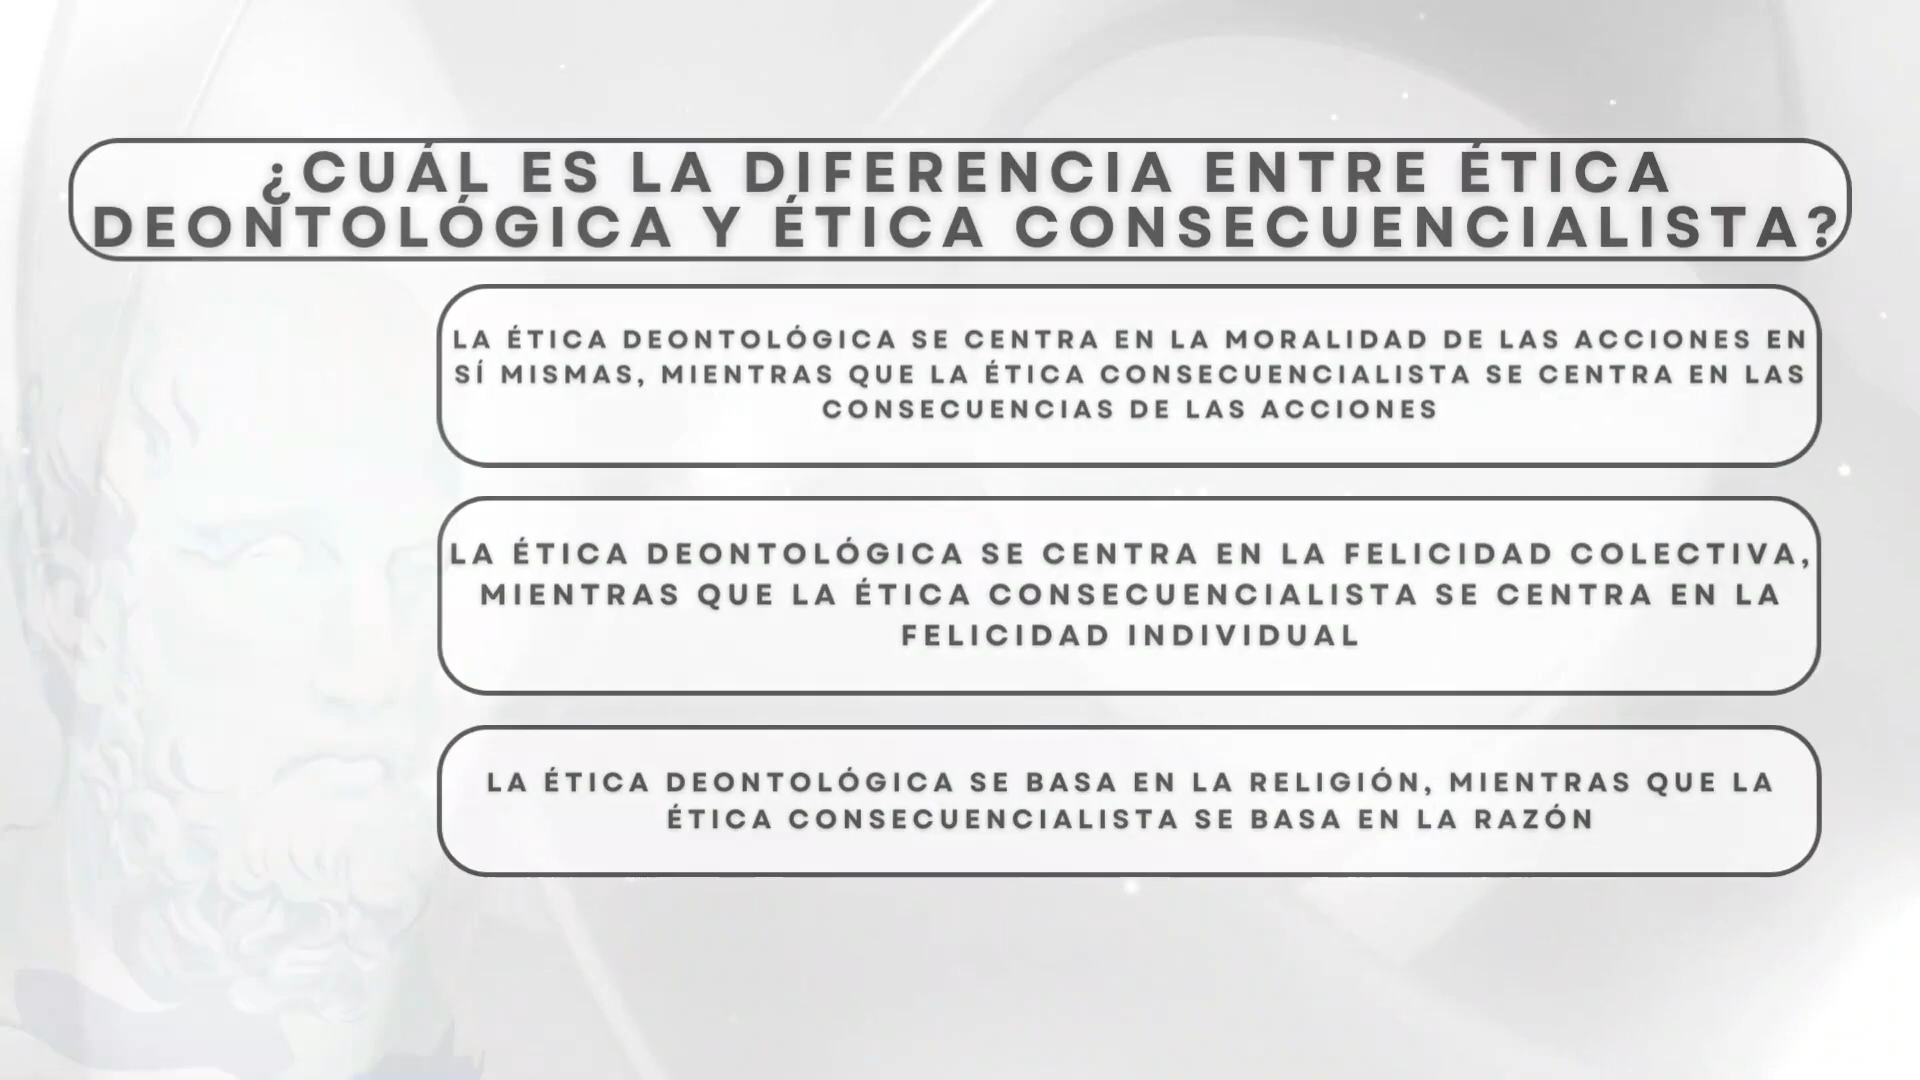 ¿CUÁL ES LA DIFERENCIA ENTRE ÉTICA
DEONTOLÓGICA Y ÉTICA CONSECUENCIALISTA?
LA ÉTICA DEONTOLÓGICA SE CENTRA EN LA MORALIDAD DE LAS ACCIONES EN
SÍ MISMAS, MIENTRAS QUE LA ÉTICA CONSECUENCIALISTA SE CENTRA EN LAS
CONSECUENCIAS DE LAS ACCIONES
LA ÉTICA DEONTOLÓGICA SE CENTRA EN LA FELICIDAD COLECTIVA,
MIENTRAS QUE LA ÉTICA CONSECUENCIALISTA SE CENTRA EN LA
FELICIDAD INDIVIDUAL
LA ÉTICA DEONTOLÓGICA SE BASA EN LA RELIGIÓN, MIENTRAS QUE LA
ÉTICA CONSECUENCIALISTA SE BASA EN LA RAZÓN